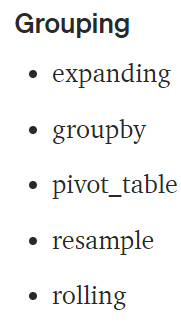 Grouping
• expanding
• groupby
• pivot_table
• resample
• rolling